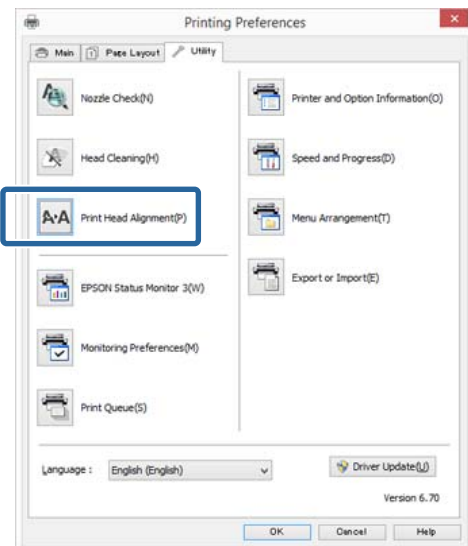 Printing Preferences
Main
Page Layout
Utility
Nozzle Check(N)
Printer and Option Information(O)
Head Cleaning(H)
Speed and Progress(D)
A·A
Print Head Alignment(P)
Menu Arrangement(T)
EPSON Status Monitor 3(W)
Export or Import(E)
Monitoring Preferences(M)
Print Queue(S)
Language :
English (English)
Driver Update(U)
Version 6.70
OK
Cancel
Help